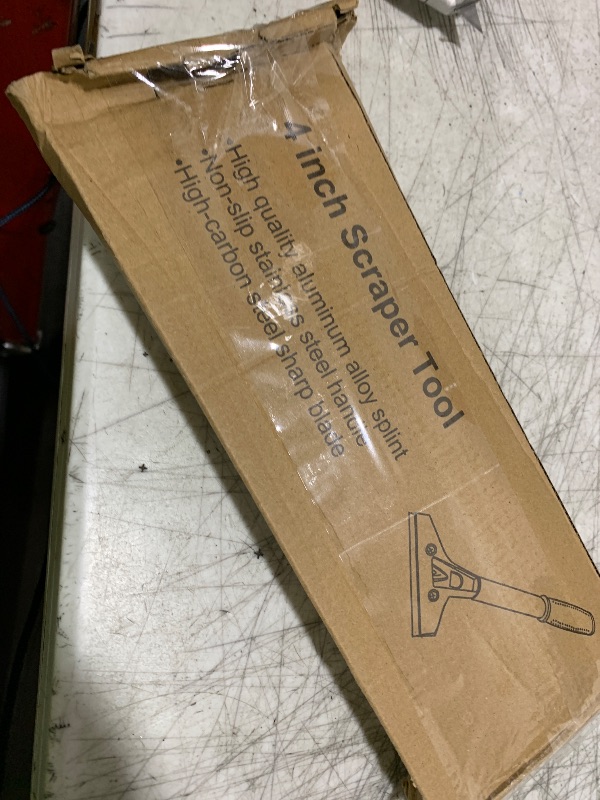 4 inch Scraper Tool
•High quality aluminum alloy splint
•Non-slip stainless steel handle
•High-carbon steel sharp blade